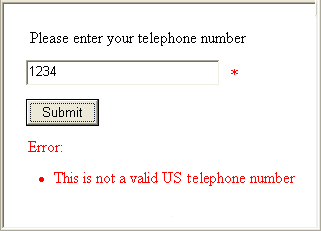 Please enter your telephone number
1234 *
Submit
Error:
• This is not a valid US telephone number